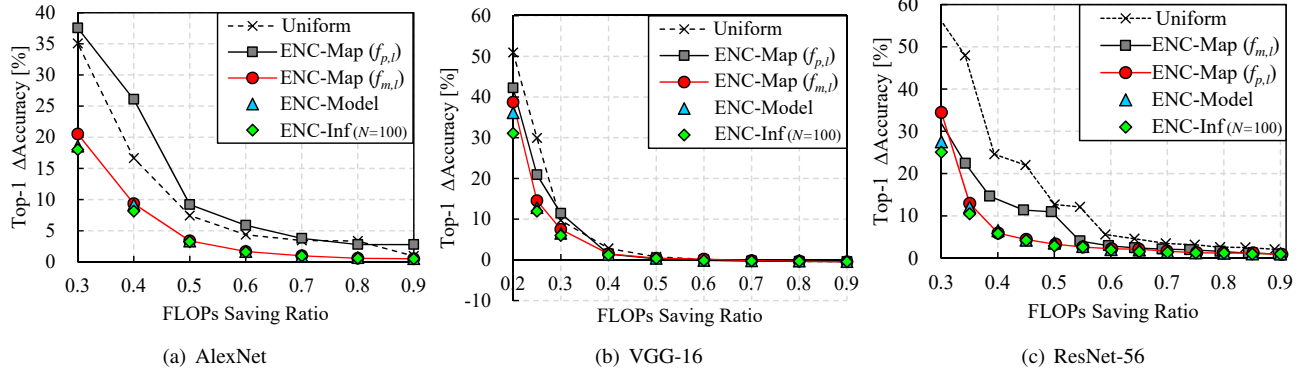 40
35
30
25
20
15
10
5
0
Top-1 ΔAccuracy [%]
Uniform
ENC-Map (f_{p,l})
ENC-Map (f_{m,l})
ENC-Model
ENC-Inf (N=100)
0.3 0.4 0.5 0.6 0.7 0.8 0.9
FLOPs Saving Ratio
(a) AlexNet
60
50
40
30
20
10
0
-10
Top-1 ΔAccuracy [%]
Uniform
ENC-Map (f_{p,l})
ENC-Map (f_{m,l})
ENC-Model
ENC-Inf (N=100)
0.2 0.3 0.4 0.5 0.6 0.7 0.8 0.9
FLOPs Saving Ratio
(b) VGG-16
60
50
40
30
20
10
0
Top-1 ΔAccuracy [%]
Uniform
ENC-Map (f_{m,l})
ENC-Map (f_{p,l})
ENC-Model
ENC-Inf (N=100)
0.3 0.4 0.5 0.6 0.7 0.8 0.9
FLOPs Saving Ratio
(c) ResNet-56